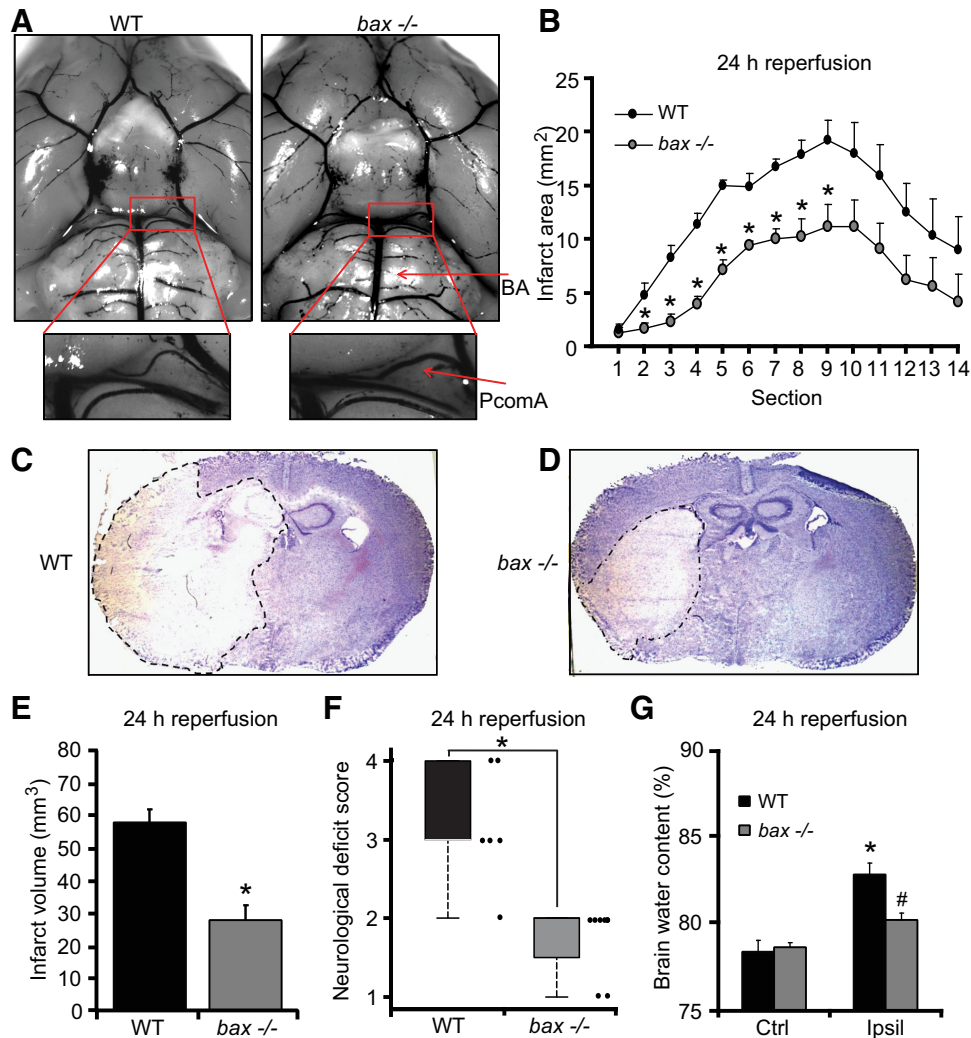 A
WT
bax -/-
BA
PcomA
B
24 h reperfusion
Infarct area (mm2)
25
20
15
10
5
0
WT
bax -/-
* * * * * * * *
1 2 3 4 5 6 7 8 9 10 11 12 13 14
Section
C
WT
D
bax -/-
E
24 h reperfusion
Infarct volume (mm3)
80
70
60
50
40
30
20
10
0
*
WT
bax -/-
F
24 h reperfusion
Neurological deficit score
4
3
2
1
*
WT
bax -/-
G
24 h reperfusion
Brain water content (%)
90
85
80
75
WT
bax -/-
*
#
Ctrl
Ipsil